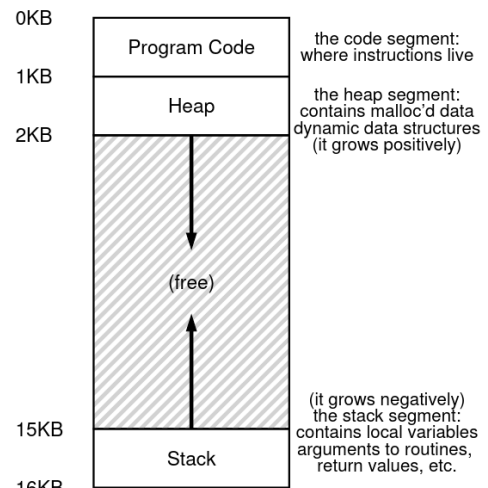 0KB
Program Code
the code segment:
where instructions live
1KB
Heap
the heap segment:
contains malloc'd data
dynamic data structures
(it grows positively)
2KB
(free)
(it grows negatively)
the stack segment:
contains local variables
arguments to routines,
return values, etc.
15KB
Stack
16KB